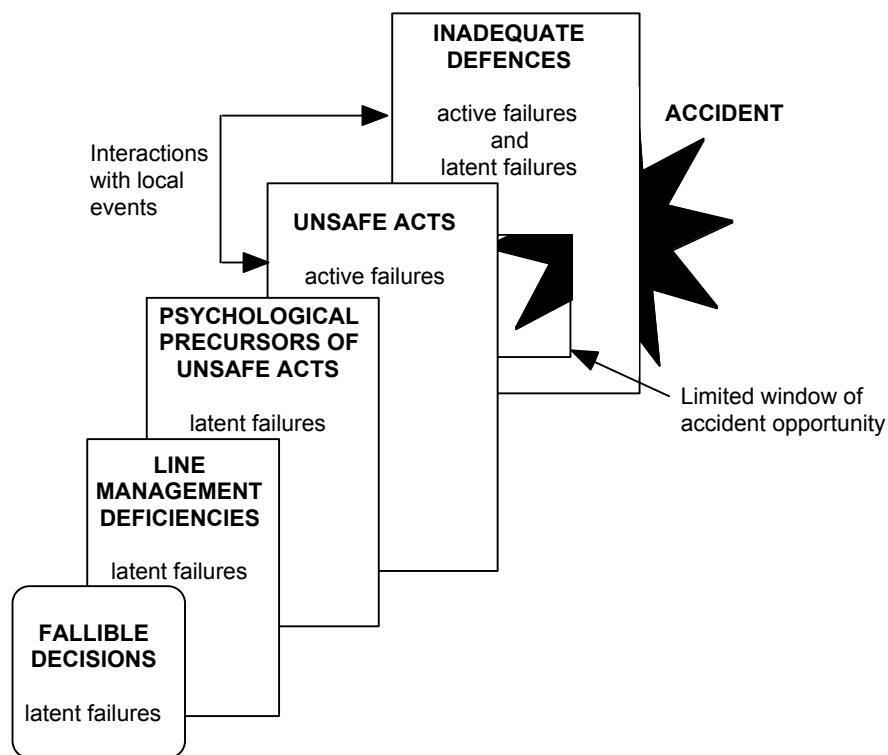 INADEQUATE
DEFENCES
active failures
and
latent failures
ACCIDENT
Interactions
with local
events
UNSAFE ACTS
active failures
PSYCHOLOGICAL
PRECURSORS OF
UNSAFE ACTS
latent failures
Limited window of
accident opportunity
LINE
MANAGEMENT
DEFICIENCIES
latent failures
FALLIBLE
DECISIONS
latent failures